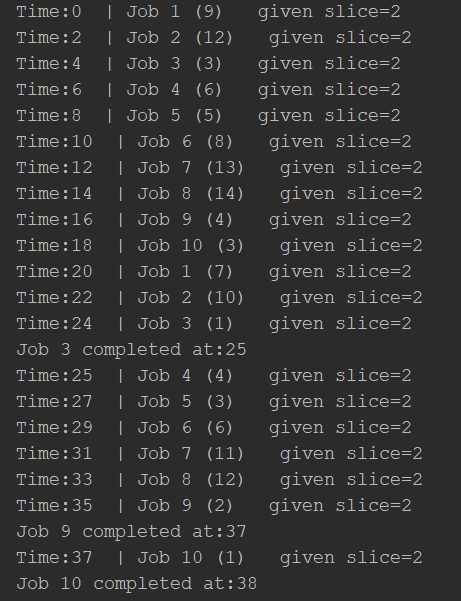 Time:0  | Job 1 (9)   given slice=2
Time:2  | Job 2 (12)   given slice=2
Time:4  | Job 3 (3)   given slice=2
Time:6  | Job 4 (6)   given slice=2
Time:8  | Job 5 (5)   given slice=2
Time:10  | Job 6 (8)   given slice=2
Time:12  | Job 7 (13)   given slice=2
Time:14  | Job 8 (14)   given slice=2
Time:16  | Job 9 (4)   given slice=2
Time:18  | Job 10 (3)   given slice=2
Time:20  | Job 1 (7)   given slice=2
Time:22  | Job 2 (10)   given slice=2
Time:24  | Job 3 (1)   given slice=2
Job 3 completed at:25
Time:25  | Job 4 (4)   given slice=2
Time:27  | Job 5 (3)   given slice=2
Time:29  | Job 6 (6)   given slice=2
Time:31  | Job 7 (11)   given slice=2
Time:33  | Job 8 (12)   given slice=2
Time:35  | Job 9 (2)   given slice=2
Job 9 completed at:37
Time:37  | Job 10 (1)   given slice=2
Job 10 completed at:38